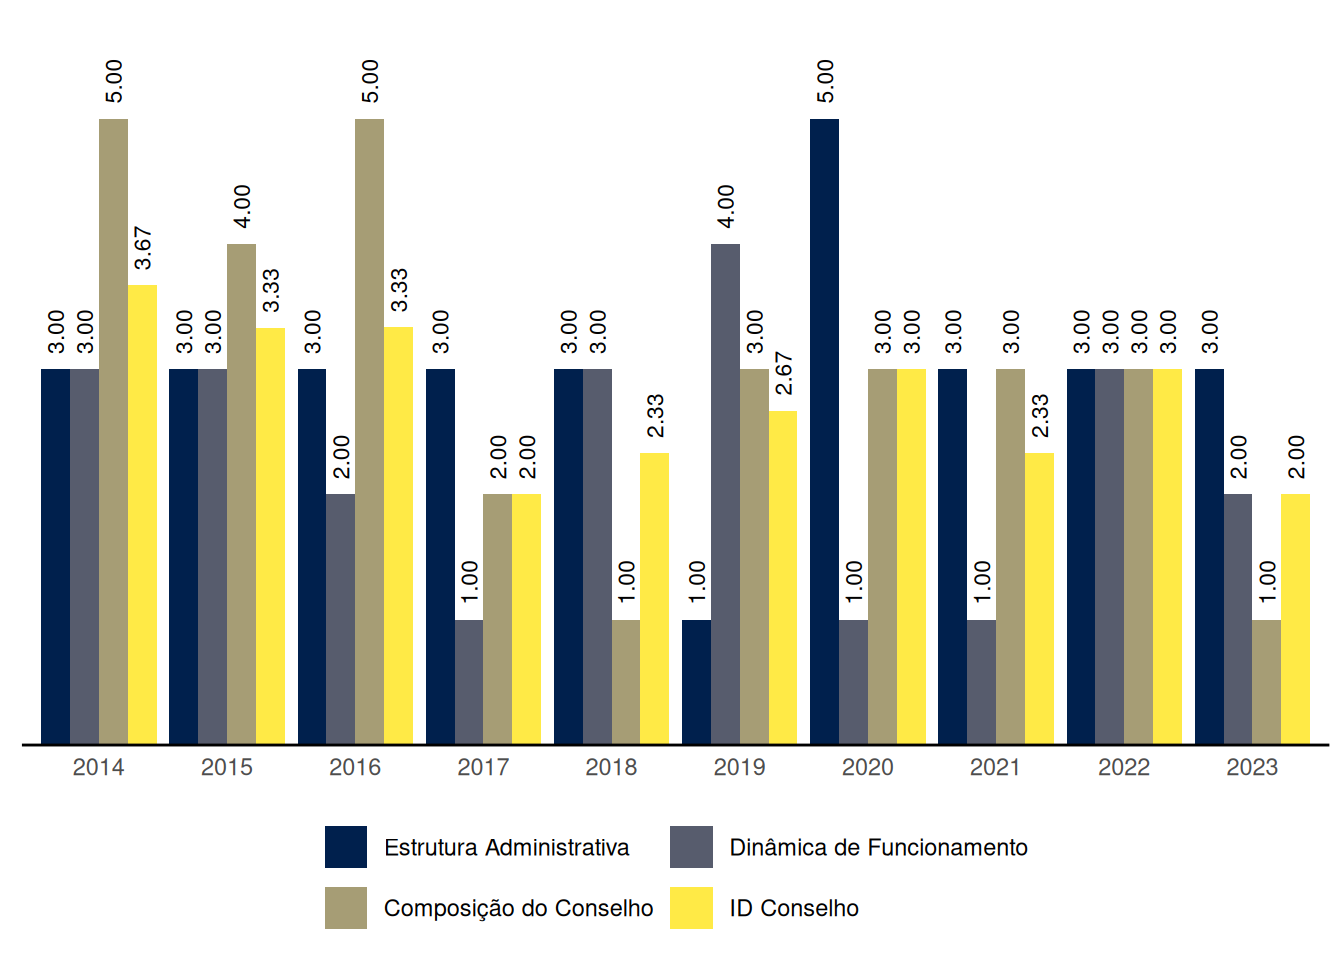 3.00 3.00 5.00 3.67 3.00 3.00 4.00 3.33 3.00 2.00 5.00 3.33 3.00 1.00 2.00 2.00 3.00 3.00 1.00 2.33 1.00 4.00 3.00 2.67 5.00 1.00 3.00 3.00 3.00 1.00 3.00 2.33 3.00 3.00 3.00 3.00 3.00 2.00 1.00 2.00
2014 2015 2016 2017 2018 2019 2020 2021 2022 2023
Estrutura Administrativa Dinâmica de Funcionamento
Composição do Conselho ID Conselho